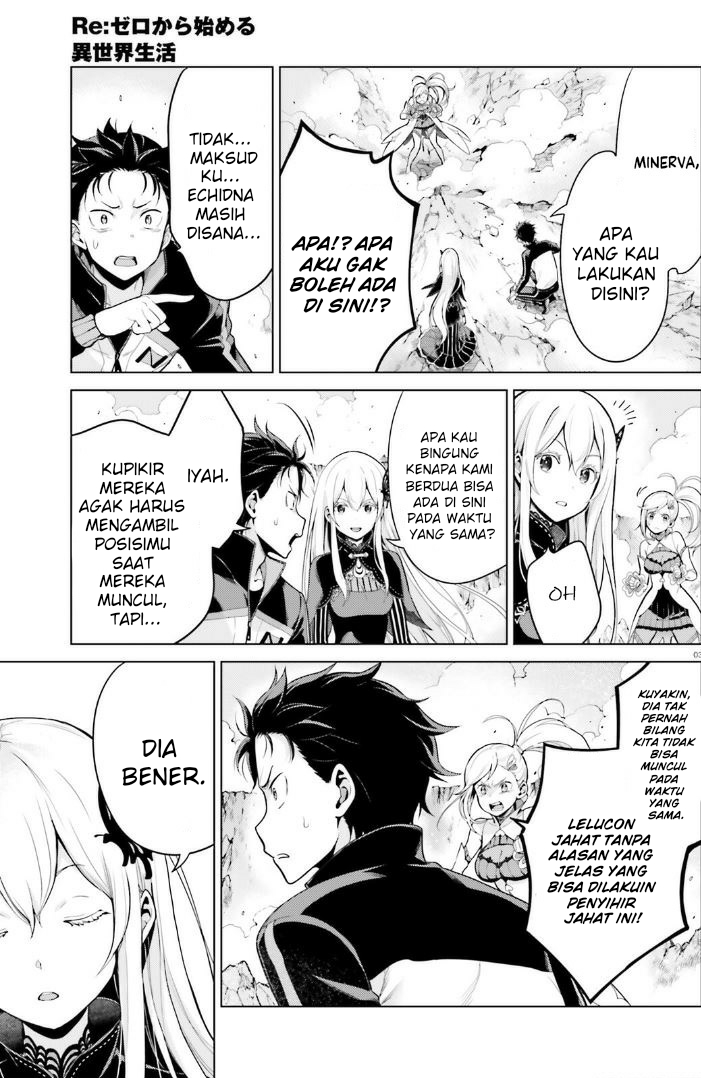 Re:ゼロから始める
異世界生活
MINERVA,
APA
YANG KAU
LAKUKAN
DISINI?
APA!? APA
AKU GAK
BOLEH ADA
DI SINI!?
TIDAK...
MAKSUD
KU...
ECHIDNA
MASIH
DISANA...
OH
APA KAU
BINGUNG
KENAPA KAMI
BERDUA BISA
ADA DI SINI
PADA WAKTU
YANG SAMA?
IYAH.
KUPIKIR
MEREKA
AGAK HARUS
MENGAMBIL
POSISIMU
SAAT
MEREKA
MUNCUL,
TAPI...
03
KUYAKIN,
DIA TAK
PERNAH
BILANG
KITA TIDAK
BISA
MUNCUL
PADA
WAKTU
YANG
SAMA.
LELUCON
JAHAT TANPA
ALASAN YANG
JELAS YANG
BISA DILAKUIN
PENYIHIR
JAHAT INI!
DIA
BENER.